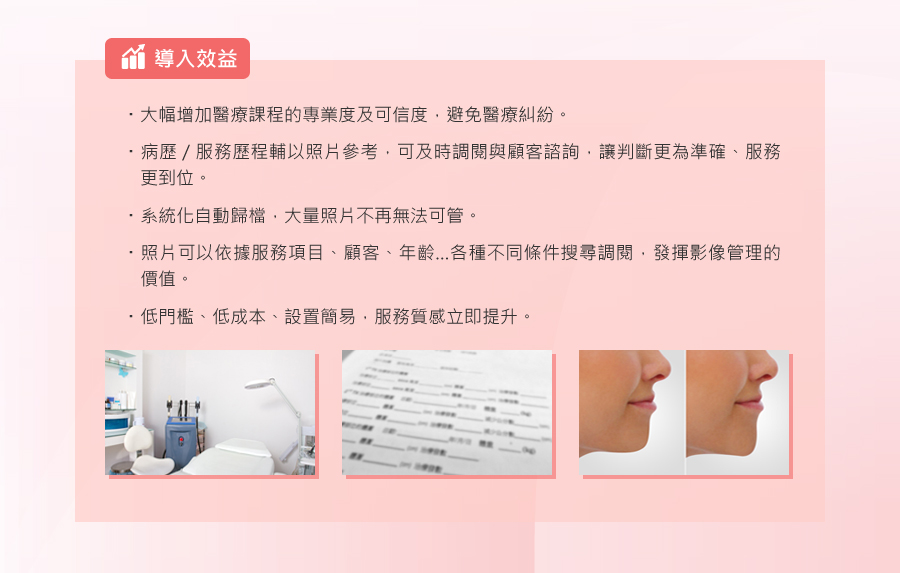 導入效益
・大幅增加醫療課程的專業度及可信度，避免醫療糾紛。
・病歷 / 服務歷程輔以照片參考，可及時調閱與顧客諮詢，讓判斷更為準確、服務
更到位。
・系統化自動歸檔，大量照片不再無法可管。
・照片可以依據服務項目、顧客、年齡...各種不同條件搜尋調閱，發揮影像管理的
價值。
・低門檻、低成本、設置簡易，服務質感立即提升。